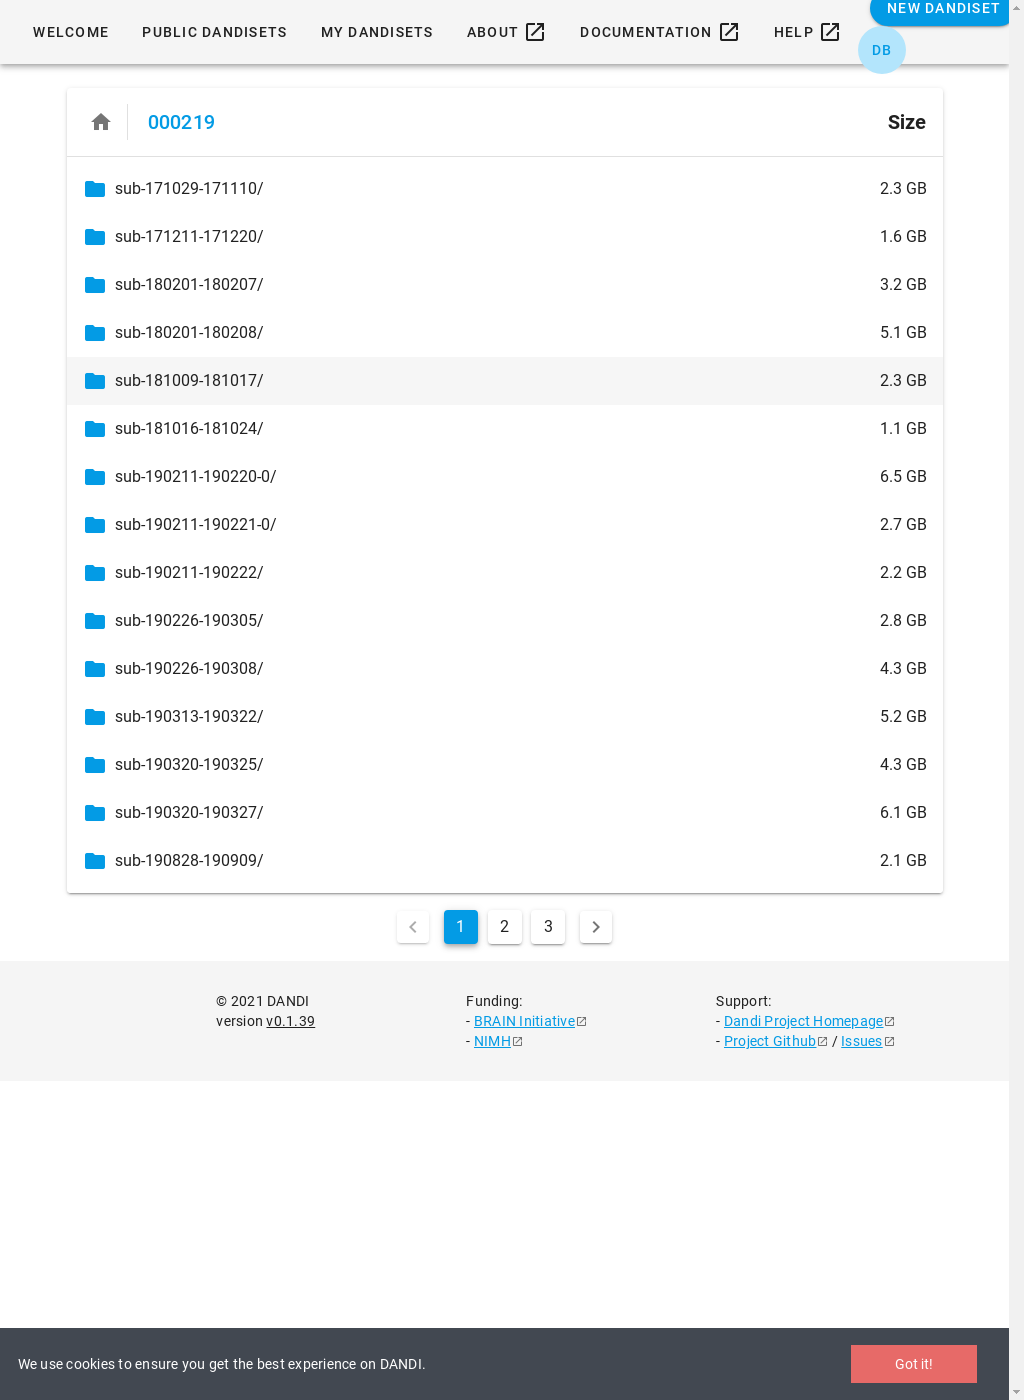 NEW DANDISET
WELCOME PUBLIC DANDISETS MY DANDISETS ABOUT DOCUMENTATION HELP
DB
000219 Size
sub-171029-171110/ 2.3 GB
sub-171211-171220/ 1.6 GB
sub-180201-180207/ 3.2 GB
sub-180201-180208/ 5.1 GB
sub-181009-181017/ 2.3 GB
sub-181016-181024/ 1.1 GB
sub-190211-190220-0/ 6.5 GB
sub-190211-190221-0/ 2.7 GB
sub-190211-190222/ 2.2 GB
sub-190226-190305/ 2.8 GB
sub-190226-190308/ 4.3 GB
sub-190313-190322/ 5.2 GB
sub-190320-190325/ 4.3 GB
sub-190320-190327/ 6.1 GB
sub-190828-190909/ 2.1 GB
1 2 3
© 2021 DANDI
version v0.1.39
Funding:
- BRAIN Initiative
- NIMH
Support:
- Dandi Project Homepage
- Project Github / Issues
We use cookies to ensure you get the best experience on DANDI.
Got it!